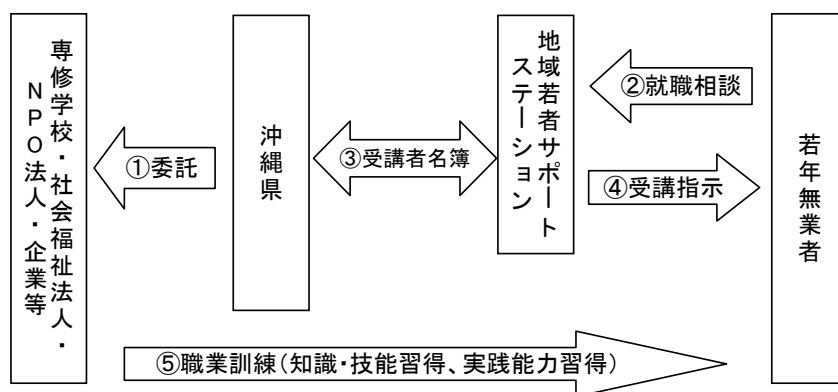 専修学校・社会福祉法人・
NPO法人・企業等
①委託
沖縄県
③受講者名簿
地域若者サポート
ステーション
②就職相談
④受講指示
若年無業者
⑤職業訓練(知識・技能習得、実践能力習得)